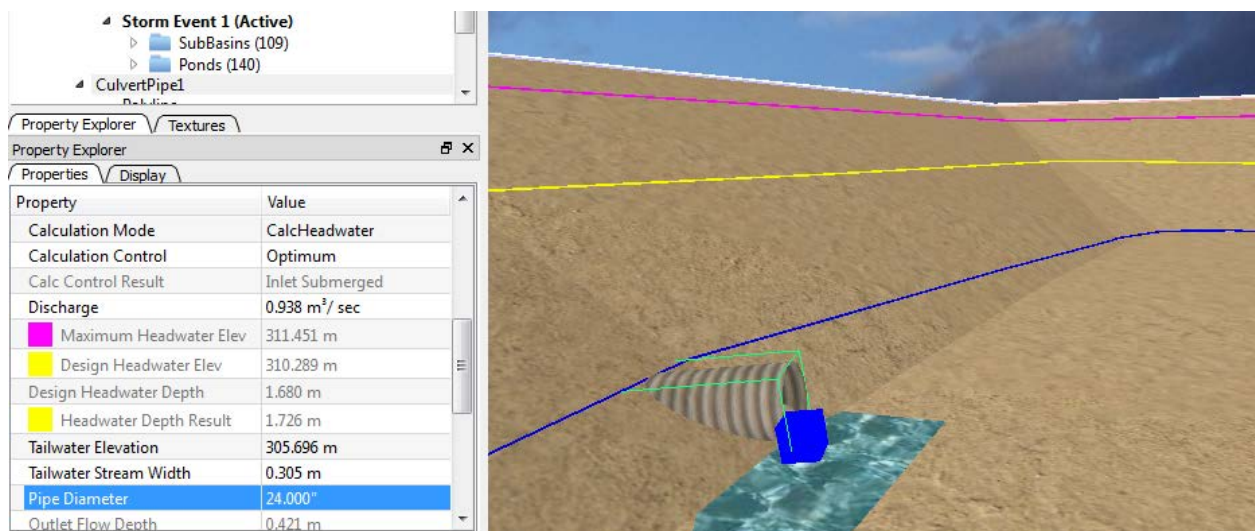 Storm Event 1 (Active)
SubBasins (109)
Ponds (140)
CulvertPipe1
Polyline
Property Explorer Textures
Property Explorer
Properties Display
Property Value
Calculation Mode CalcHeadwater
Calculation Control Optimum
Calc Control Result Inlet Submerged
Discharge 0.938 m³/ sec
Maximum Headwater Elev 311.451 m
Design Headwater Elev 310.289 m
Design Headwater Depth 1.680 m
Headwater Depth Result 1.726 m
Tailwater Elevation 305.696 m
Tailwater Stream Width 0.305 m
Pipe Diameter 24.000"
Outlet Flow Depth 0.421 m